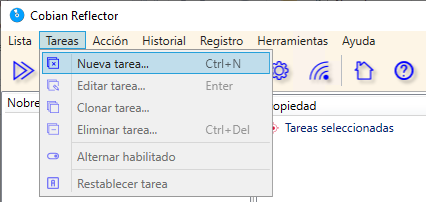 Cobian Reflector
Lista Tareas Acción Historial Registro Herramientas Ayuda
Nueva tarea... Ctrl+N
Editar tarea... Enter
Clonar tarea...
Eliminar tarea... Ctrl+Del
Alternar habilitado
Restablecer tarea
Nobre
opiedad
Tareas seleccionadas